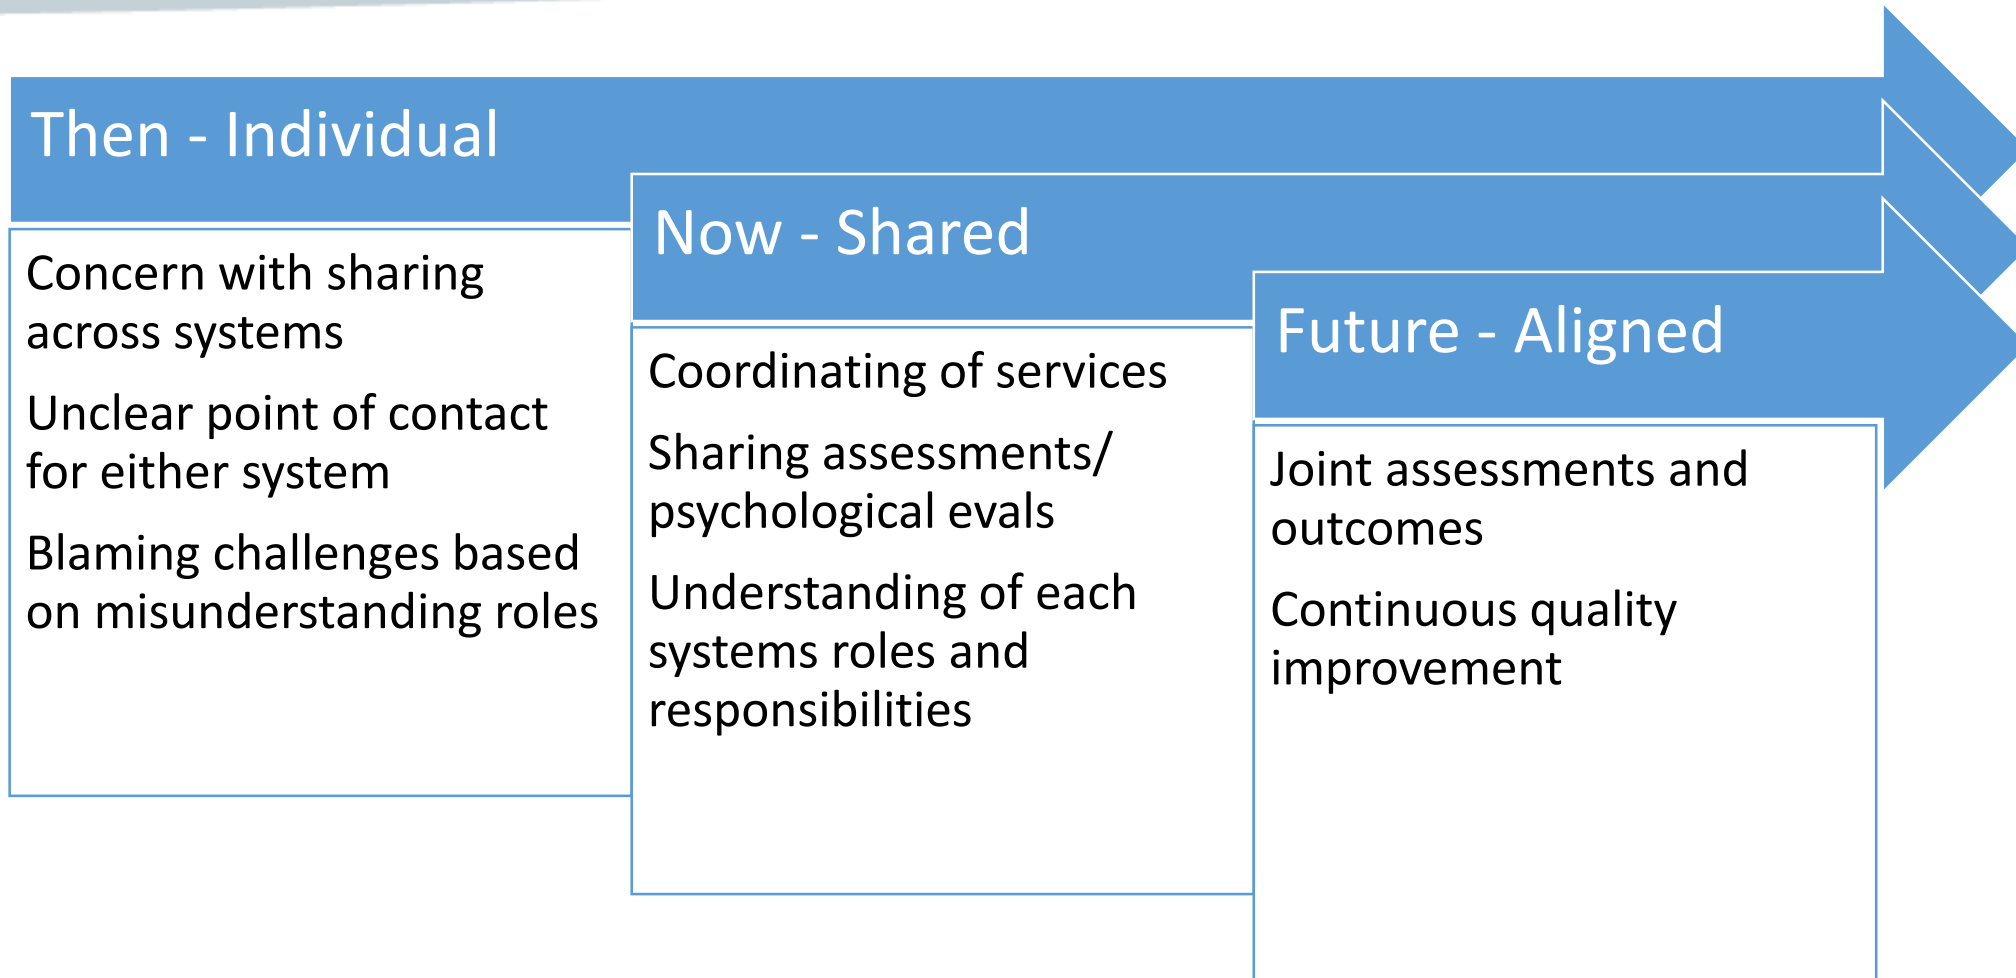 Then - Individual
Concern with sharing
across systems
Unclear point of contact
for either system
Blaming challenges based
on misunderstanding roles
Now - Shared
Coordinating of services
Sharing assessments/
psychological evals
Understanding of each
systems roles and
responsibilities
Future - Aligned
Joint assessments and
outcomes
Continuous quality
improvement